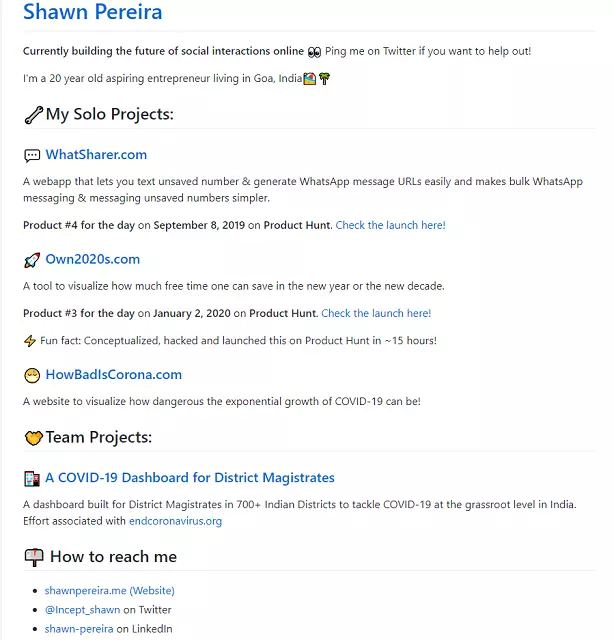 Shawn Pereira
Currently building the future of social interactions online 👀 Ping me on Twitter if you want to help out!
I'm a 20 year old aspiring entrepreneur living in Goa, India🏖️🌴
🔧My Solo Projects:
💬 WhatSharer.com
A webapp that lets you text unsaved number & generate WhatsApp message URLs easily and makes bulk WhatsApp
messaging & messaging unsaved numbers simpler.
Product #4 for the day on September 8, 2019 on Product Hunt. Check the launch here!
🚀 Own2020s.com
A tool to visualize how much free time one can save in the new year or the new decade.
Product #3 for the day on January 2, 2020 on Product Hunt. Check the launch here!
⚡ Fun fact: Conceptualized, hacked and launched this on Product Hunt in ~15 hours!
😷 HowBadIsCorona.com
A website to visualize how dangerous the exponential growth of COVID-19 can be!
🤝Team Projects:
🏥 A COVID-19 Dashboard for District Magistrates
A dashboard built for District Magistrates in 700+ Indian Districts to tackle COVID-19 at the grassroot level in India.
Effort associated with endcoronavirus.org
📫 How to reach me
• shawnpereira.me (Website)
• @Incept_shawn on Twitter
• shawn-pereira on LinkedIn